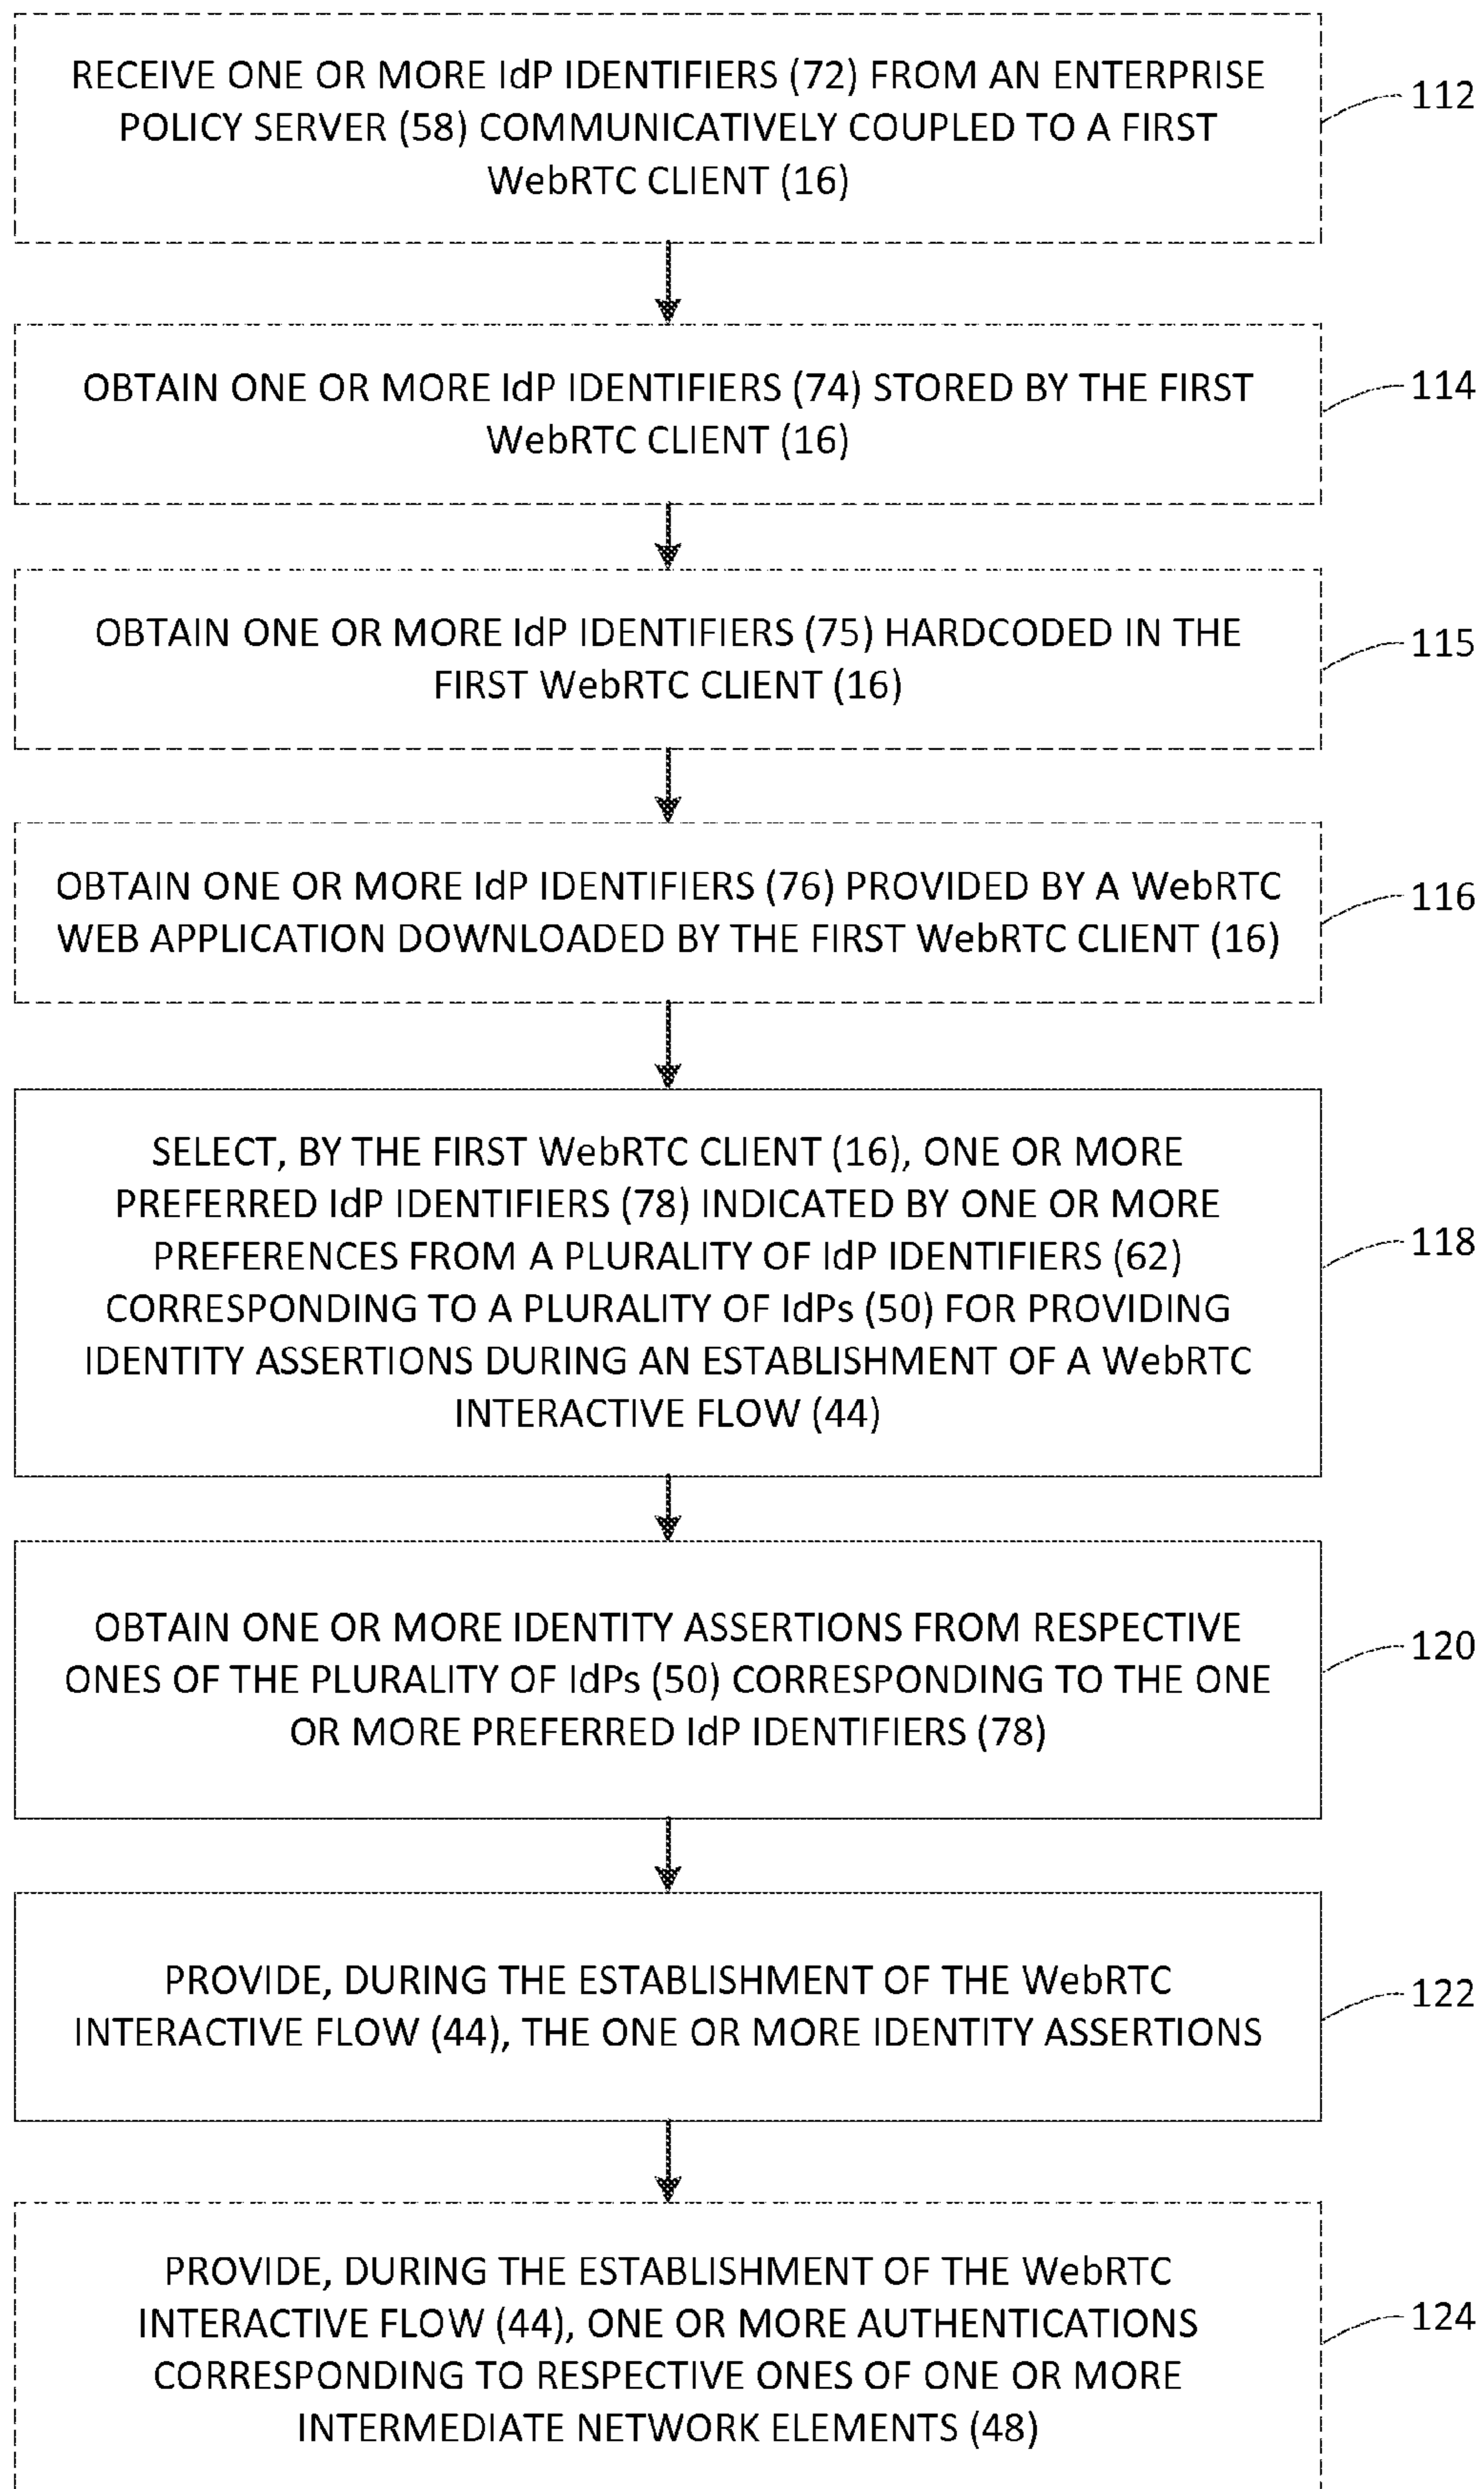 RECEIVE ONE OR MORE IdP IDENTIFIERS (72) FROM AN ENTERPRISE
POLICY SERVER (58) COMMUNICATIVELY COUPLED TO A FIRST
WebRTC CLIENT (16)
112
OBTAIN ONE OR MORE IdP IDENTIFIERS (74) STORED BY THE FIRST
WebRTC CLIENT (16)
114
OBTAIN ONE OR MORE IdP IDENTIFIERS (75) HARDCODED IN THE
FIRST WebRTC CLIENT (16)
115
OBTAIN ONE OR MORE IdP IDENTIFIERS (76) PROVIDED BY A WebRTC
WEB APPLICATION DOWNLOADED BY THE FIRST WebRTC CLIENT (16)
116
SELECT, BY THE FIRST WebRTC CLIENT (16), ONE OR MORE
PREFERRED IdP IDENTIFIERS (78) INDICATED BY ONE OR MORE
PREFERENCES FROM A PLURALITY OF IdP IDENTIFIERS (62)
CORRESPONDING TO A PLURALITY OF IdPs (50) FOR PROVIDING
IDENTITY ASSERTIONS DURING AN ESTABLISHMENT OF A WebRTC
INTERACTIVE FLOW (44)
118
OBTAIN ONE OR MORE IDENTITY ASSERTIONS FROM RESPECTIVE
ONES OF THE PLURALITY OF IdPs (50) CORRESPONDING TO THE ONE
OR MORE PREFERRED IdP IDENTIFIERS (78)
120
PROVIDE, DURING THE ESTABLISHMENT OF THE WebRTC
INTERACTIVE FLOW (44), THE ONE OR MORE IDENTITY ASSERTIONS
122
PROVIDE, DURING THE ESTABLISHMENT OF THE WebRTC
INTERACTIVE FLOW (44), ONE OR MORE AUTHENTICATIONS
CORRESPONDING TO RESPECTIVE ONES OF ONE OR MORE
INTERMEDIATE NETWORK ELEMENTS (48)
124